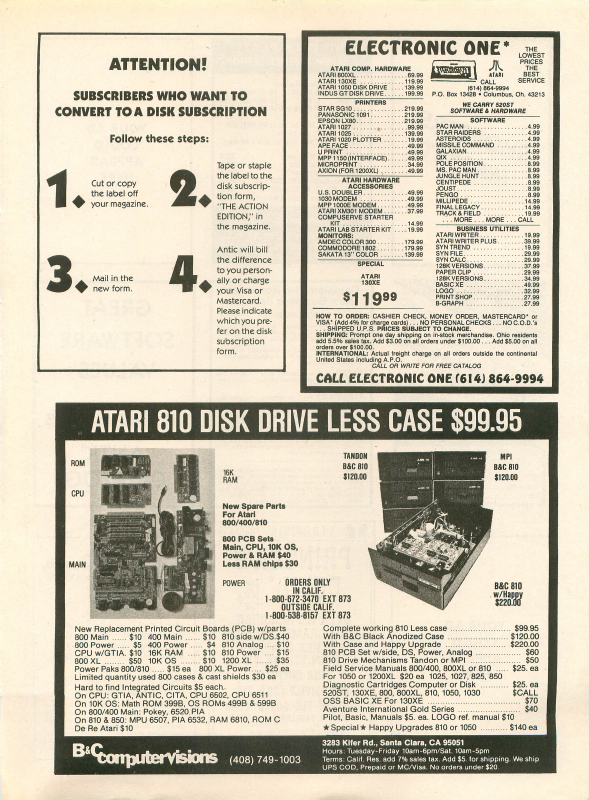 ATTENTION!
SUBSCRIBERS WHO WANT TO
CONVERT TO A DISK SUBSCRIPTION
Follow these steps:
1. Cut or copy
the label off
your magazine.
2. Tape or staple
the label to the
disk subscrip-
tion form,
"THE ACTION
EDITION," in
the magazine.
3. Mail in the
new form.
4. Antic will bill
the difference
to you person-
ally or charge
your Visa or
Mastercard.
Please indicate
which you pre-
fer on the disk
subscription
form.
ELECTRONIC ONE*
THE
LOWEST
PRICES
THE
BEST
SERVICE
ATARI
CALL
(614) 864-9994
P.O. Box 13428 • Columbus, Oh. 43213
ATARI COMP. HARDWARE
ATARI 800XL 69.99
ATARI 130XE 119.99
ATARI 1050 DISK DRIVE 139.99
INDUS GT DISK DRIVE 199.99
PRINTERS
STAR SG10 219.99
PANASONIC 1091 219.99
EPSON LX80 219.99
ATARI 1027 99.99
ATARI 1025 139.99
ATARI 1020 PLOTTER 19.99
APE FACE 49.99
U PRINT 49.99
MPP 1150 (INTERFACE) 49.99
MICROPRINT 34.99
AXION (FOR 1200XL) 49.99
ATARI HARDWARE
ACCESSORIES
U.S. DOUBLER 49.99
1030 MODEM 49.99
MPP 1000E MODEM 49.99
ATARI XM301 MODEM 37.99
COMPUSERVE STARTER
KIT 14.99
ATARI LAB STARTER KIT 19.99
MONITORS:
AMDEC COLOR 300 179.99
COMMODORE 1802 179.99
SAKATA 13" COLOR 139.99
SPECIAL
ATARI
130XE
$119.99
WE CARRY 520ST
SOFTWARE & HARDWARE
SOFTWARE
PAC MAN 4.99
STAR RAIDERS 4.99
ASTEROIDS 4.99
MISSILE COMMAND 4.99
GALAXIAN 4.99
QIX 4.99
POLE POSITION 8.99
MS. PAC MAN 8.99
JUNGLE HUNT 8.99
CENTIPEDE 8.99
JOUST 8.99
PENGO 8.99
MILLIPEDE 14.99
FINAL LEGACY 14.99
TRACK & FIELD 19.99
. . . MORE . . . MORE . . . CALL
BUSINESS UTILITIES
ATARI WRITER 19.99
ATARI WRITER PLUS 39.99
SYN TREND 19.99
SYN FILE 29.99
SYN CALC 29.99
128K VERSIONS 37.99
PAPER CLIP 29.99
128K VERSIONS 34.99
BASIC XE 49.99
LOGO 32.99
PRINT SHOP 27.99
B-GRAPH 27.99
HOW TO ORDER: CASHIER CHECK, MONEY ORDER, MASTERCARD* or
VISA* (Add 4% for charge cards) . . . NO PERSONAL CHECKS . . . NO C.O.D.'s
. . . SHIPPED U.P.S. PRICES SUBJECT TO CHANGE.
SHIPPING: Prompt one day shipping on in-stock merchandise. Ohio residents
add 5.5% sales tax. Add $3.00 on all orders under $100.00 . . . Add $5.00 on all
orders over $100.00.
INTERNATIONAL: Actual freight charge on all orders outside the continental
United States including A.P.O.
CALL OR WRITE FOR FREE CATALOG
CALL ELECTRONIC ONE (614) 864-9994
ATARI 810 DISK DRIVE LESS CASE $99.95
ROM
CPU
MAIN
16K
RAM
New Spare Parts
For Atari
800/400/810
800 PCB Sets
Main, CPU, 10K OS,
Power & RAM $40
Less RAM chips $30
POWER
ORDERS ONLY
IN CALIF.
1-800-672-3470 EXT 873
OUTSIDE CALIF.
1-800-538-8157 EXT 873
TANDON
B&C 810
$120.00
MPI
B&C 810
$120.00
B&C 810
w/Happy
$220.00
New Replacement Printed Circuit Boards (PCB) w/parts
800 Main $10 400 Main $10 810 side w/DS. $40
800 Power $5 400 Power $4 810 Analog $10
CPU w/GTIA. $10 16K RAM $10 810 Power $15
800 XL $50 10K OS $10 1200 XL $35
Power Paks 800/810 $15 ea 800 XL Power $25 ea
Limited quantity used 800 cases & cast shields $30 ea
Hard to find Integrated Circuits $5 each.
On CPU: GTIA, ANTIC, CITA, CPU 6502, CPU 6511
On 10K OS: Math ROM 399B, OS ROMs 499B & 599B
On 800/400 Main: Pokey, 6520 PIA
On 810 & 850: MPU 6507, PIA 6532, RAM 6810, ROM C
De Re Atari $10
Complete working 810 Less case $99.95
With B&C Black Anodized Case $120.00
With Case and Happy Upgrade $220.00
810 PCB Set w/side, DS, Power, Analog $60
810 Drive Mechanisms Tandon or MPI $50
Field Service Manuals 800/400, 800XL or 810 $25. ea
For 1050 or 1200XL $20 ea 1025, 1027, 825, 850
Diagnostic Cartridges Computer or Disk $25. ea
520ST, 130XE, 800, 800XL, 810, 1050, 1030 $CALL
OSS BASIC XE For 130XE $70
Aventure International Gold Series $40
Pilot, Basic, Manuals $5. ea. LOGO ref. manual $10
★Special★ Happy Upgrades 810 or 1050 $140 ea
B&C computervisions (408) 749-1003
3283 Kifer Rd., Santa Clara, CA 95051
Hours: Tuesday-Friday 10am-6pm/Sat. 10am-5pm
Terms: Calif. Res. add 7% sales tax. Add $5. for shipping. We ship
UPS COD, Prepaid or MC/Visa. No orders under $20.